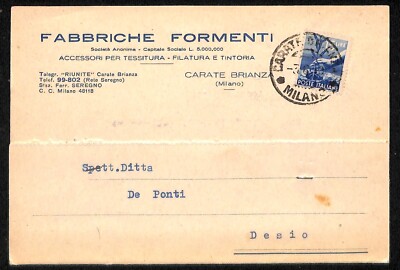 FABBRICHE FORMENTI
Società Anonima - Capitale Sociale L. 5.000.000
ACCESSORI PER TESSITURA - FILATURA E TINTORIA
Telegr. "RIUNITE" Carate Brianza
Telef. 99-802 (Rete Seregno)
Staz. Ferr. SEREGNO
C. C. Milano 48118
CARATE BRIANZA
(Milano)
CARATE
MILANO
POSTE ITALIANE
Spett.Ditta
De Ponti
Desio